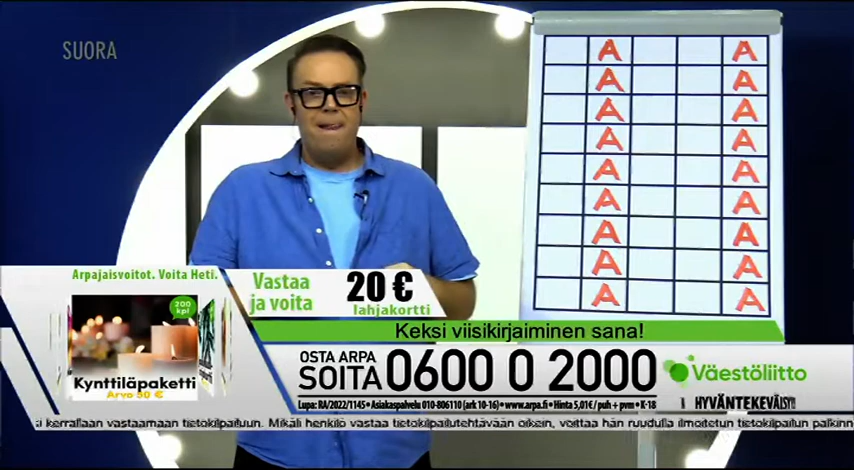 SUORA
A A
A A
A A
A A
A A
A A
A A
A A
A A
Arpajaisvoitot. Voita Heti.
200
kpl
Kynttiläpaketti
Arvo 50 €
Vastaa
ja voita
20 €
lahjakortti
Keksi viisikirjaiminen sana!
OSTA ARPA
SOITA 0600 0 2000
Lupa: RA/2022/1145 • Asiakaspalvelu 010-806110 (ark 10-16) • www.arpa.fi • Hinta 5,01€ / puh + pvm • K-18
Väestöliitto
HYVÄNTEKEVÄISYY
i kerrallaan vastaamaan tietokilpailuun. Mikäli henkilö vastaa tietokilpailutehtävään oikein, voittaa hän ruudulla ilmoitetun tietokilpailun palkinn